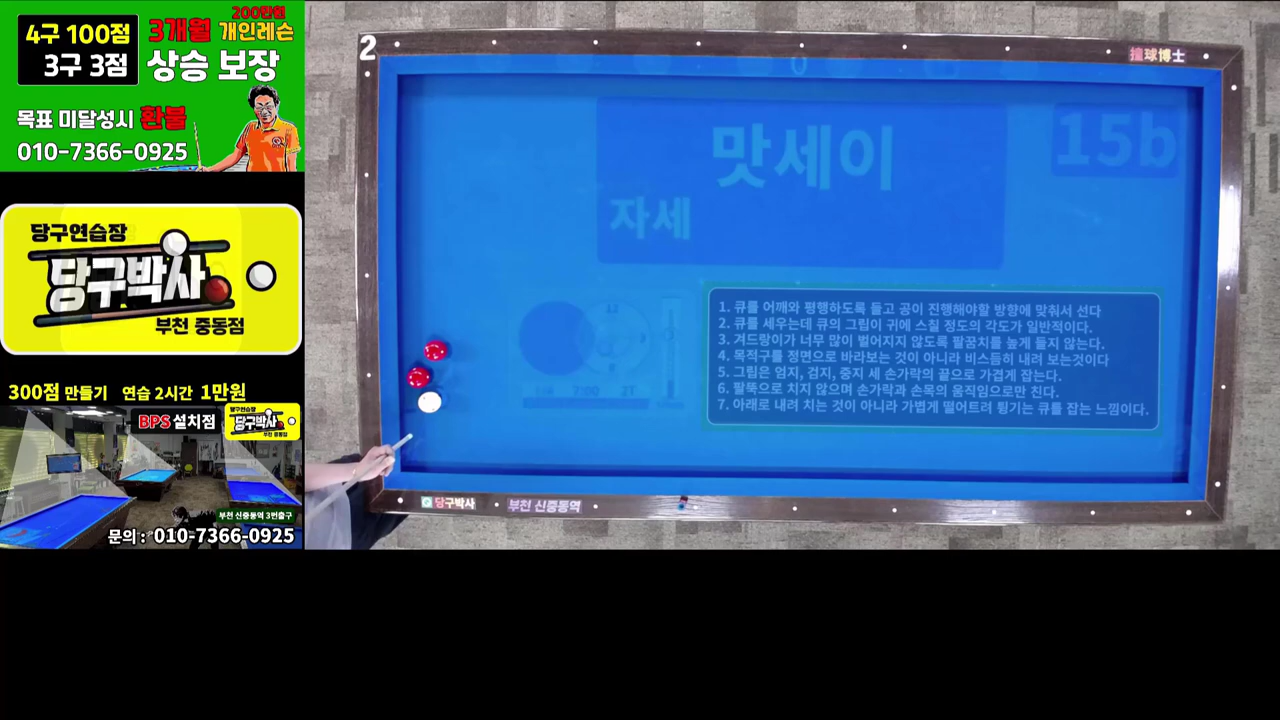 4구 100점
3구 3점
200만원
3개월 개인레슨
상승 보장
목표 미달성시 환불
010-7366-0925
당구연습장
당구박사
부천 중동점
300점 만들기 연습 2시간 1만원
BPS 설치점
당구연습장
당구박사
부천 중동점
부천 신중동역 3번출구
문의 : 010-7366-0925
2
撞球博士
맛세이
15b
자세
1. 큐를 어깨와 평행하도록 들고 공이 진행해야할 방향에 맞춰서 선다
2. 큐를 세우는데 큐의 그립이 귀에 스칠 정도의 각도가 일반적이다.
3. 겨드랑이가 너무 많이 벌어지지 않도록 팔꿈치를 높게 들지 않는다.
4. 목적구를 정면으로 바라보는 것이 아니라 비스듬히 내려 보는것이다
5. 그립은 엄지, 검지, 중지 세 손가락의 끝으로 가겹게 잡는다.
6. 팔뚝으로 치지 않으며 손가락과 손목의 움직임으로만 친다.
7. 아래로 내려 치는 것이 아니라 가볍게 떨어트려 튕기는 큐를 잡는 느낌이다.
당구박사
부천 신중동역